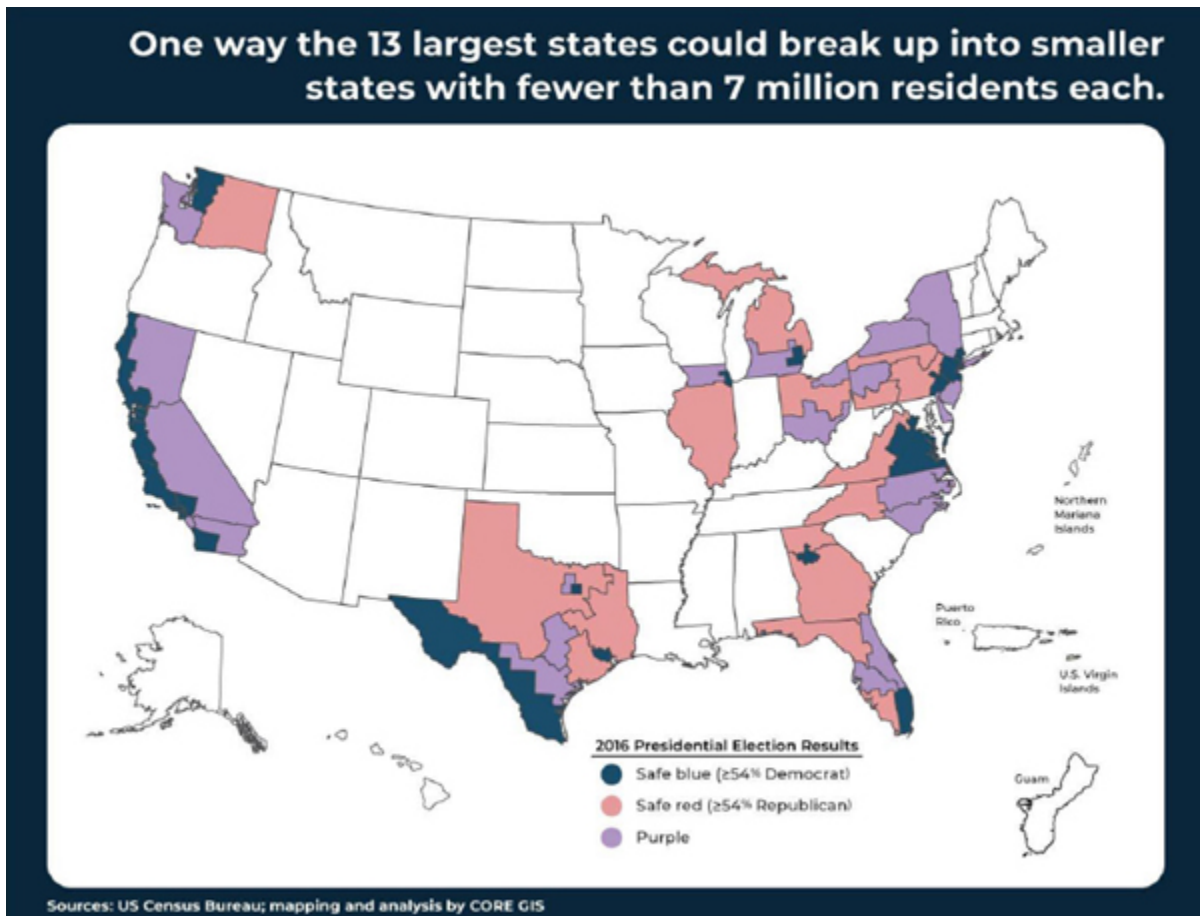 One way the 13 largest states could break up into smaller
states with fewer than 7 million residents each.
Northern
Mariana
Islands
Puerto
Rico
U.S. Virgin
Islands
2016 Presidential Election Results
Safe blue (≥54% Democrat)
Safe red (≥54% Republican)
Purple
Guam
Sources: US Census Bureau; mapping and analysis by CORE GIS